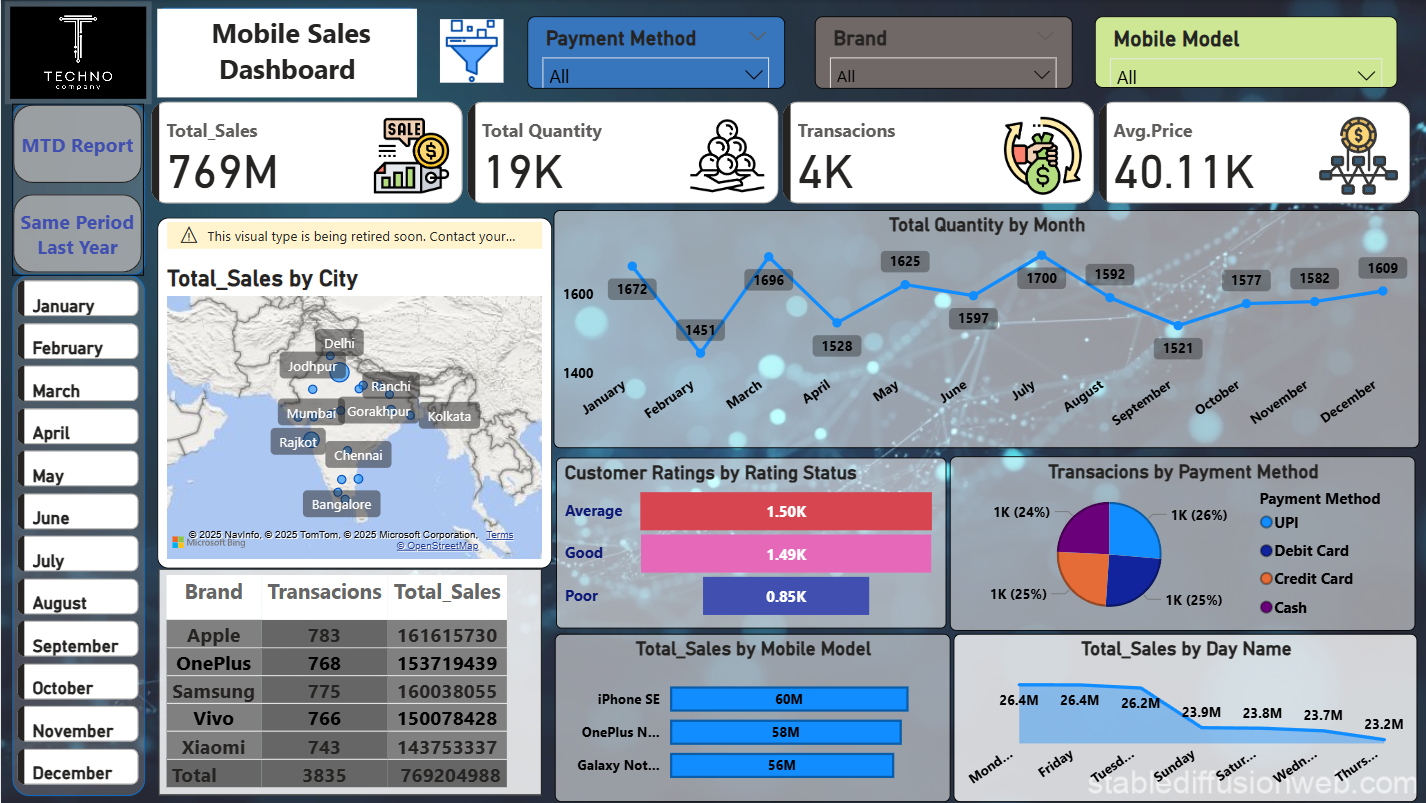 TECHNO
company
Mobile Sales
Dashboard
Payment Method
All
Brand
All
Mobile Model
All
MTD Report
Same Period
Last Year
January
February
March
April
May
June
July
August
September
October
November
December
Total_Sales
769M
SALE
Total Quantity
19K
Transacions
4K
Avg.Price
40.11K
This visual type is being retired soon. Contact your...
Total_Sales by City
Delhi
Jodhpur
Ranchi
Mumbai
Gorakhpur
Kolkata
Rajkot
Chennai
Bangalore
© 2025 NavInfo, © 2025 TomTom, © 2025 Microsoft Corporation, Terms
Microsoft Bing
© OpenStreetMap
Total Quantity by Month
1600
1400
1672
1451
1696
1528
1625
1597
1700
1592
1521
1577
1582
1609
January
February
March
April
May
June
July
August
September
October
November
December
Brand Transacions Total_Sales
Apple 783 161615730
OnePlus 768 153719439
Samsung 775 160038055
Vivo 766 150078428
Xiaomi 743 143753337
Total 3835 769204988
Customer Ratings by Rating Status
Average 1.50K
Good 1.49K
Poor 0.85K
Transacions by Payment Method
1K (24%)
1K (26%)
1K (25%)
1K (25%)
Payment Method
UPI
Debit Card
Credit Card
Cash
Total_Sales by Mobile Model
iPhone SE 60M
OnePlus N... 58M
Galaxy Not... 56M
Total_Sales by Day Name
26.4M
26.4M
26.2M
23.9M
23.8M
23.7M
23.2M
Mond...
Friday
Tuesd...
Sunday
Satur...
Wedn...
Thurs...
stablediffusionweb.com